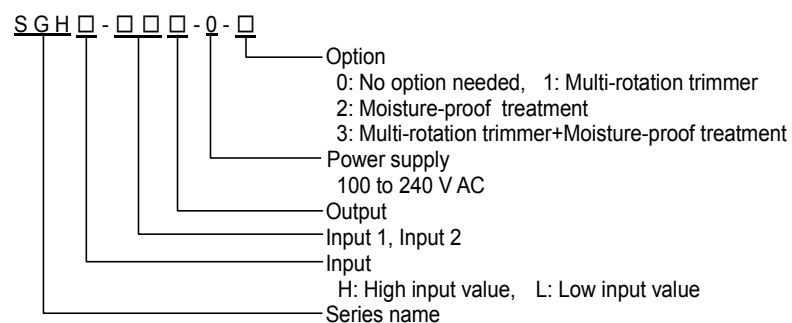 SGH□-□□□-0-□
Option
0: No option needed, 1: Multi-rotation trimmer
2: Moisture-proof treatment
3: Multi-rotation trimmer+Moisture-proof treatment
Power supply
100 to 240 V AC
Output
Input 1, Input 2
Input
H: High input value, L: Low input value
Series name